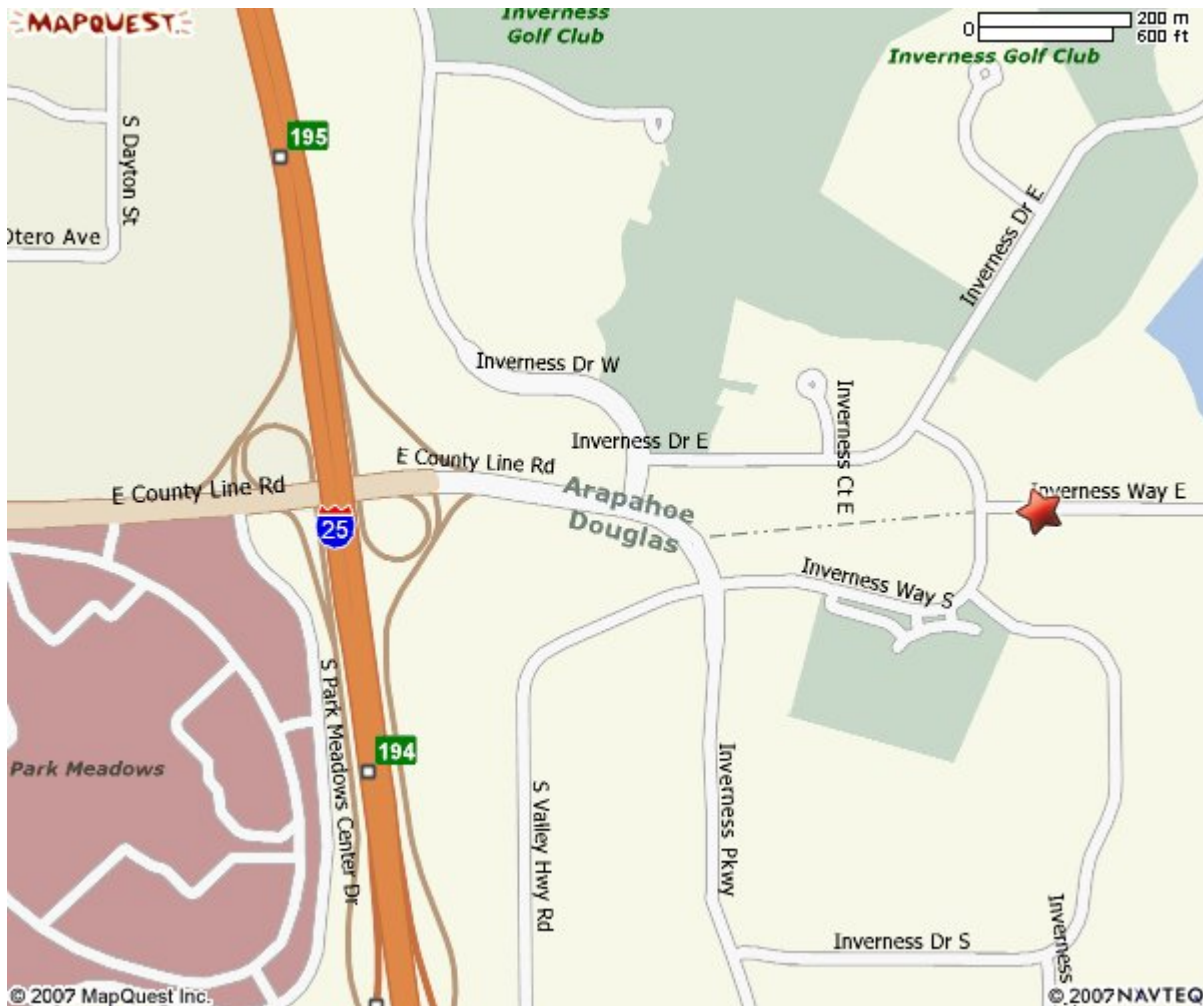 MAPQUEST
Inverness
Golf Club
0
200 m
600 ft
Inverness Golf Club
195
S Dayton St
Otero Ave
Inverness Dr E
Inverness Dr W
Inverness Dr E
Inverness Ct E
E County Line Rd
E County Line Rd
Arapahoe
Douglas
Inverness Way E
25
Inverness Way S
S Park Meadows Center Dr
194
Park Meadows
S Valley Hwy Rd
Inverness Pkwy
Inverness Dr S
Inverness
© 2007 MapQuest Inc.
© 2007 NAVTEQ